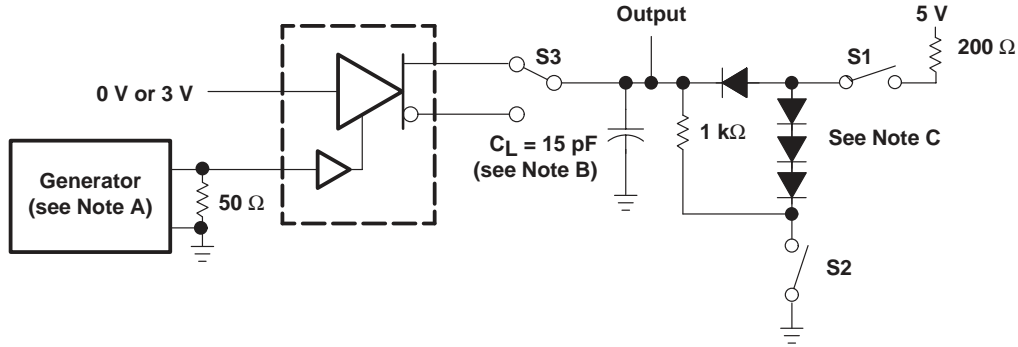 Output
5 V
S3
S1
200 Ω
0 V or 3 V
1 kΩ
See Note C
CL = 15 pF
(see Note B)
Generator
(see Note A)
50 Ω
S2